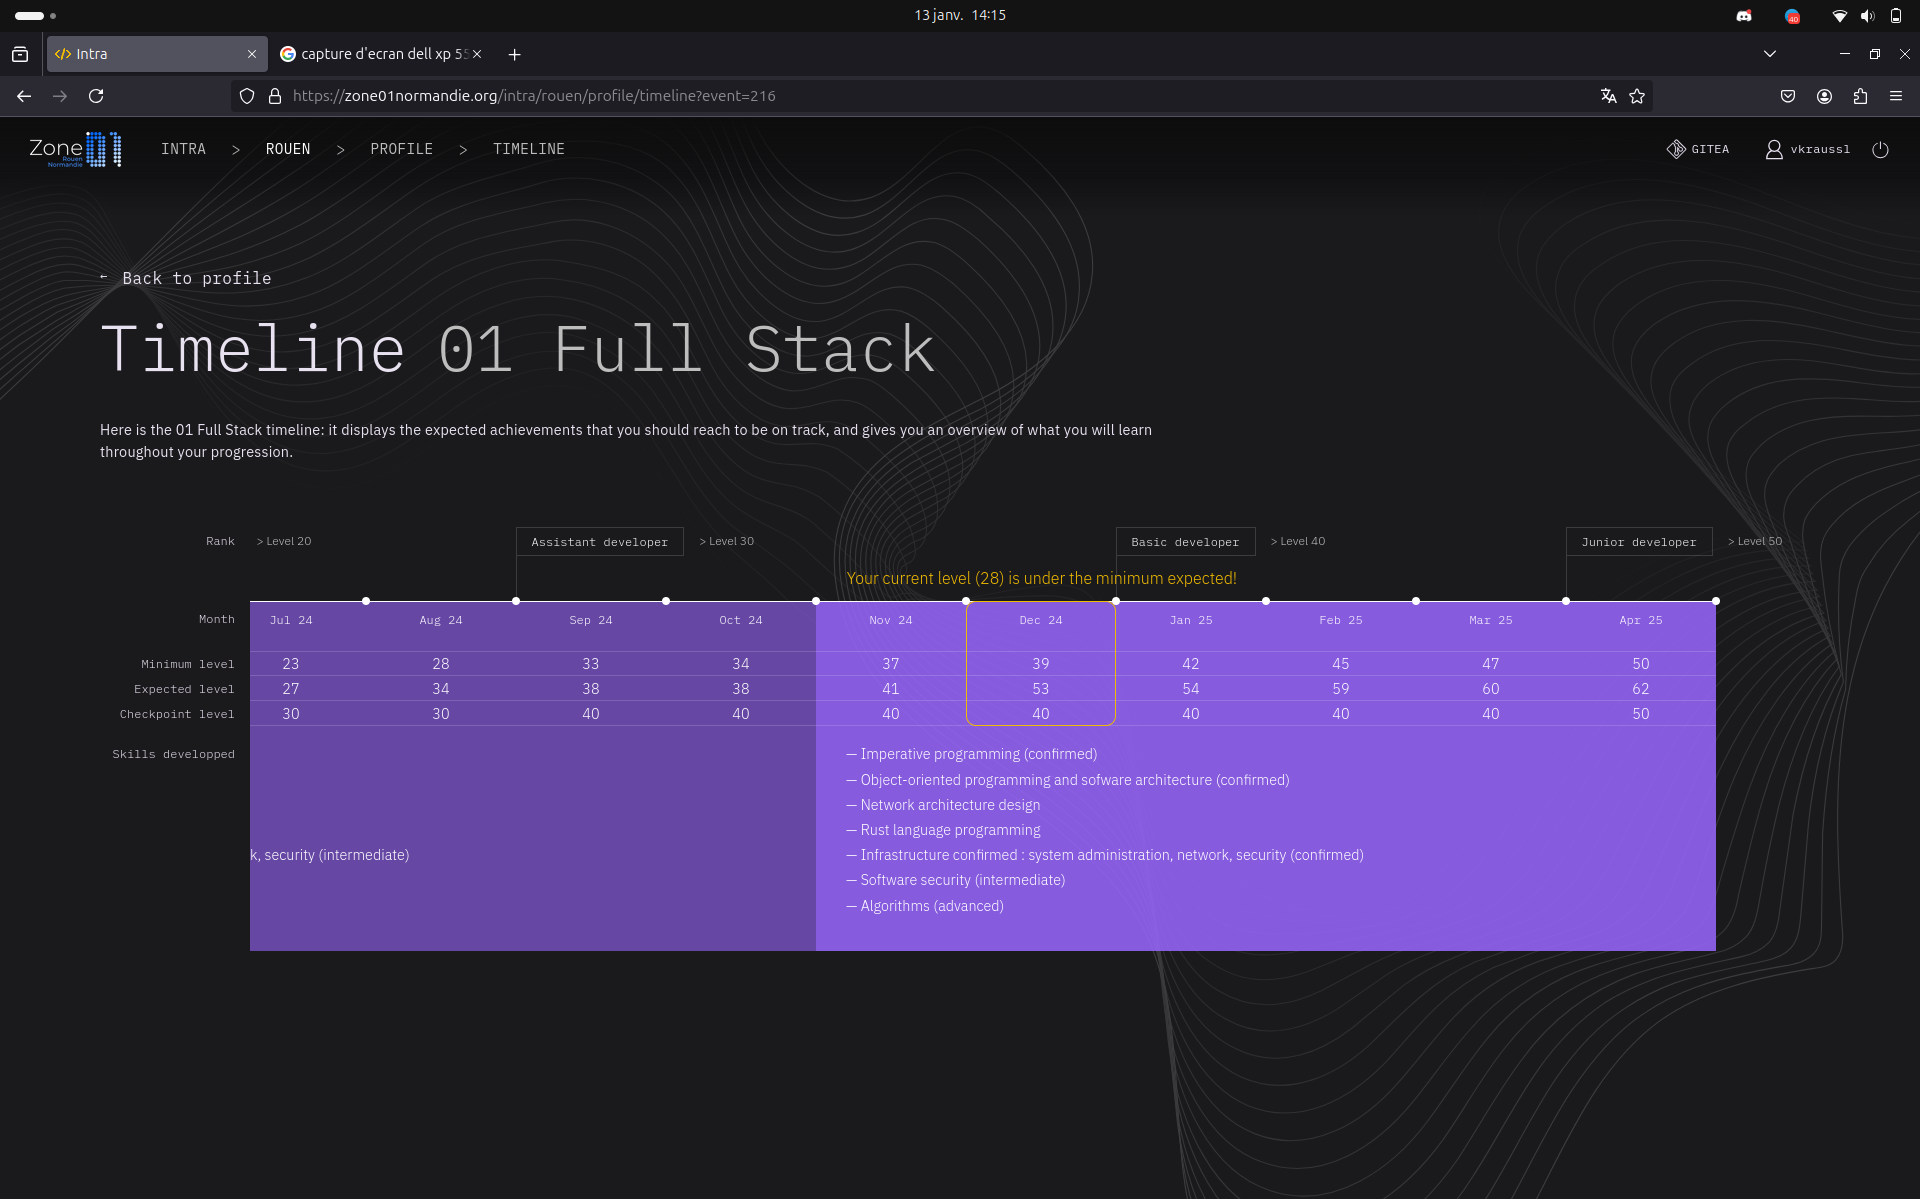 13 janv. 14:15
Intra
capture d'ecran dell xp 55
https://zone01normandie.org/intra/rouen/profile/timeline?event=216
Zone01 Rouen Normandie
INTRA > ROUEN > PROFILE > TIMELINE
GITEA
vkraussl
← Back to profile
Timeline 01 Full Stack
Here is the 01 Full Stack timeline: it displays the expected achievements that you should reach to be on track, and gives you an overview of what you will learn
throughout your progression.
Rank > Level 20 Assistant developer > Level 30 Basic developer > Level 40 Junior developer > Level 50
Your current level (28) is under the minimum expected!
Month Jul 24 Aug 24 Sep 24 Oct 24 Nov 24 Dec 24 Jan 25 Feb 25 Mar 25 Apr 25
Minimum level 23 28 33 34 37 39 42 45 47 50
Expected level 27 34 38 38 41 53 54 59 60 62
Checkpoint level 30 30 40 40 40 40 40 40 40 50
Skills developped
k, security (intermediate)
— Imperative programming (confirmed)
— Object-oriented programming and sofware architecture (confirmed)
— Network architecture design
— Rust language programming
— Infrastructure confirmed : system administration, network, security (confirmed)
— Software security (intermediate)
— Algorithms (advanced)